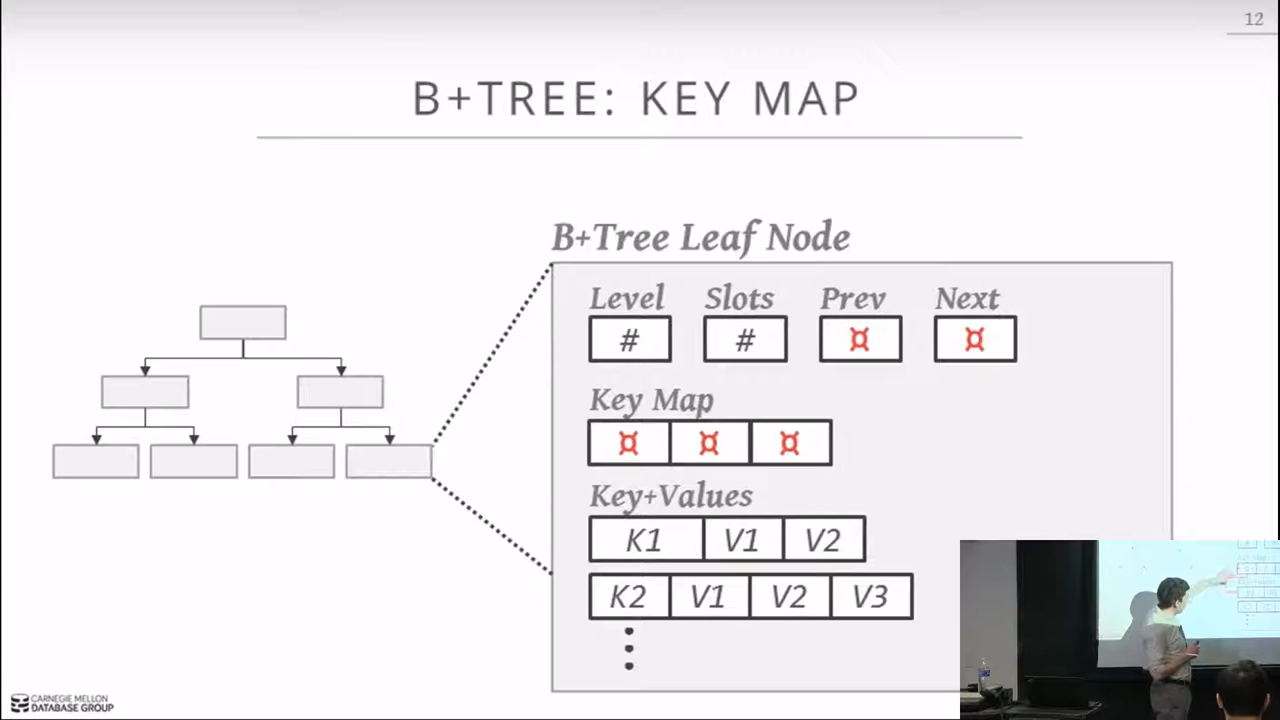 12
B+TREE: KEY MAP
B+Tree Leaf Node
Level Slots Prev Next
# # ¤ ¤
Key Map
¤ ¤ ¤
Key+Values
K1 V1 V2
K2 V1 V2 V3
CARNEGIE MELLON
DATABASE GROUP